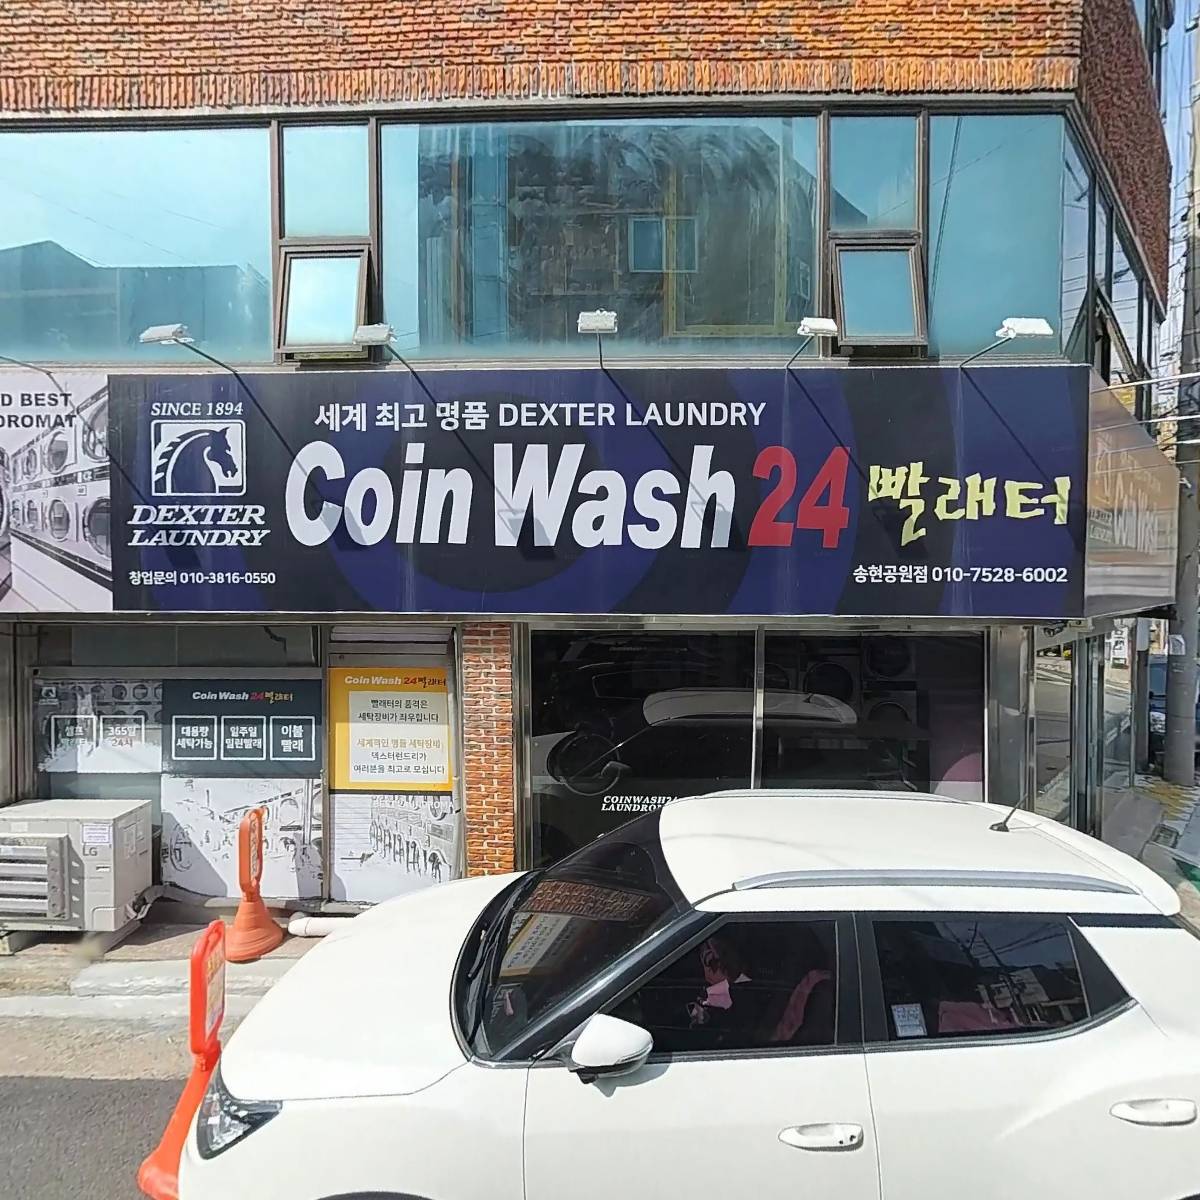 D BEST
DROMAT
SINCE 1894
DEXTER
LAUNDRY
창업문의 010-3816-0550
세계 최고 명품 DEXTER LAUNDRY
Coin Wash 24 빨래터
송현공원점 010-7528-6002
Coin Wash 24 빨래터
셀프
365일
24시
대용량
세탁가능
일주일
밀린빨래
이불
빨래
Coin Wash 24 빨래터
빨래터의 품격은
세탁장비가 좌우합니다
세계적인 명품 세탁장비
덱스터런드리가
여러분을 최고로 모십니다
COINWASH24
LG